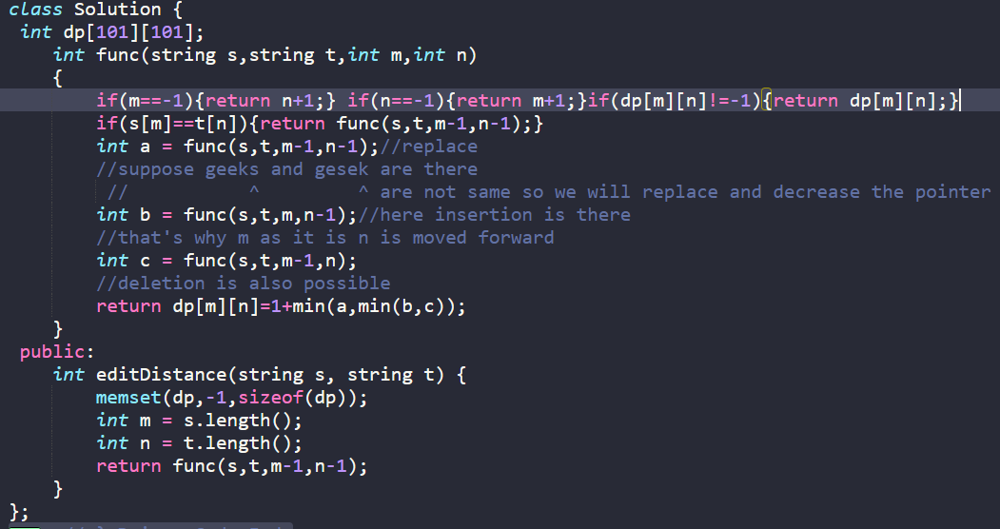 class Solution {
 int dp[101][101];
    int func(string s,string t,int m,int n)
    {
        if(m==-1){return n+1;} if(n==-1){return m+1;}if(dp[m][n]!=-1){return dp[m][n];}
        if(s[m]==t[n]){return func(s,t,m-1,n-1);}
        int a = func(s,t,m-1,n-1);//replace
        //suppose geeks and gesek are there
         //           ^         ^ are not same so we will replace and decrease the pointer
        int b = func(s,t,m,n-1);//here insertion is there
        //that's why m as it is n is moved forward
        int c = func(s,t,m-1,n);
        //deletion is also possible
        return dp[m][n]=1+min(a,min(b,c));
    }
 public:
    int editDistance(string s, string t) {
        memset(dp,-1,sizeof(dp));
        int m = s.length();
        int n = t.length();
        return func(s,t,m-1,n-1);
    }
};